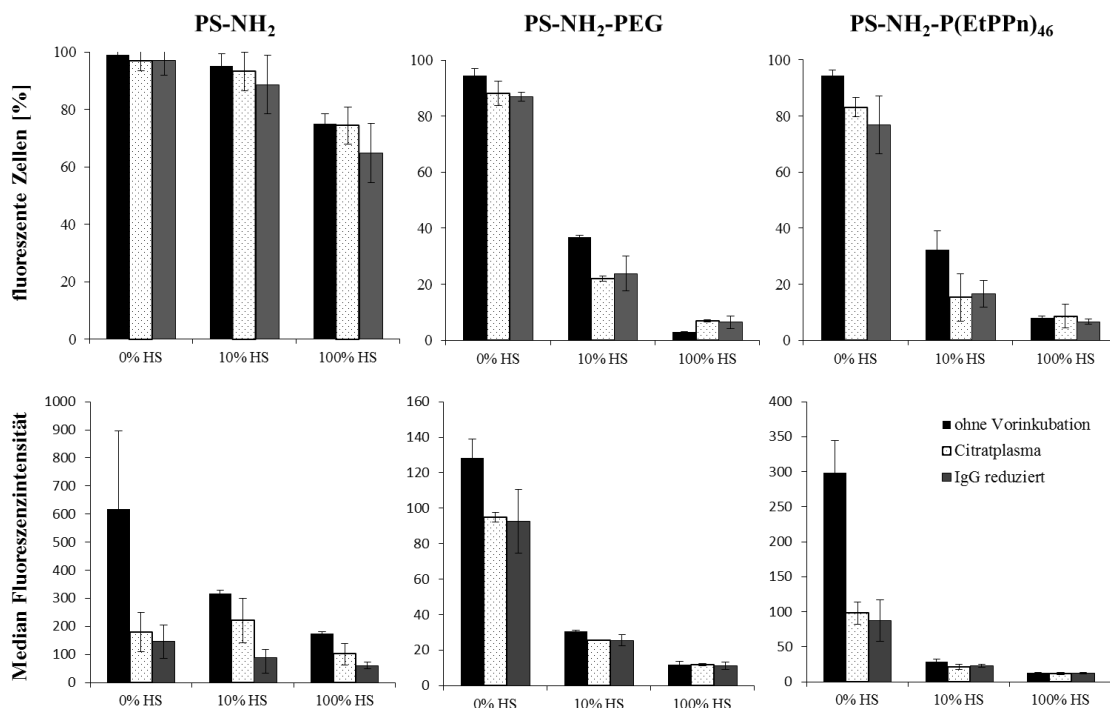 PS-NH2
PS-NH2-PEG
PS-NH2-P(EtPPn)46
fluoreszente Zellen [%]
100
80
60
40
20
0
0% HS
10% HS
100% HS
100
80
60
40
20
0
0% HS
10% HS
100% HS
100
80
60
40
20
0
0% HS
10% HS
100% HS
Median Fluoreszenzintensität
1000
900
800
700
600
500
400
300
200
100
0
0% HS
10% HS
100% HS
160
140
120
100
80
60
40
20
0
0% HS
10% HS
100% HS
400
350
300
250
200
150
100
50
0
0% HS
10% HS
100% HS
ohne Vorinkubation
Citratplasma
IgG reduziert